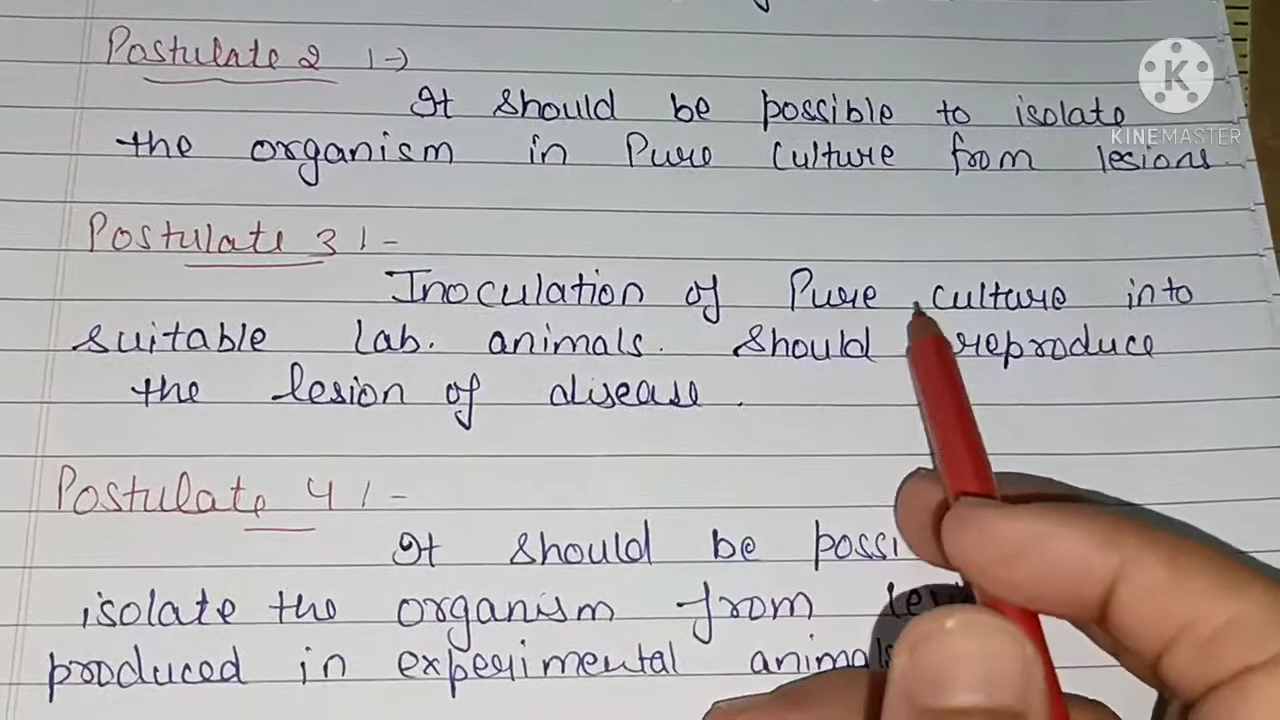 Postulate 2 :-)
It should be possible to isolate
the organism in Pure culture from lesions.
Postulate 3 :-
Inoculation of Pure culture into
suitable lab. animals. Should reproduce
the lesion of disease.
Postulate 4 :-
It should be
isolate the organism from
produced in experimental animals
K
KINEMASTER